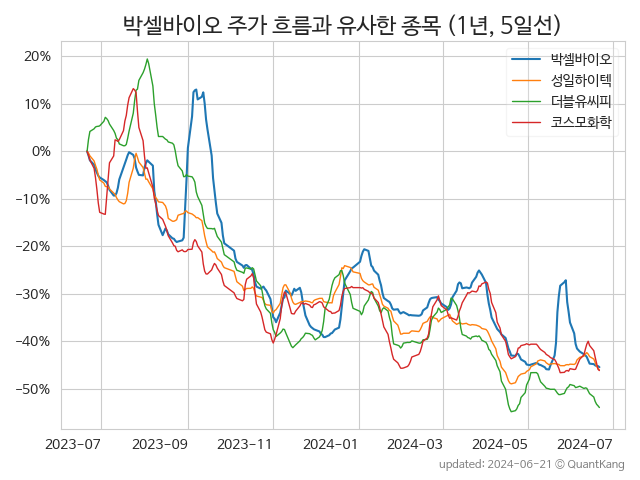 박셀바이오 주가 흐름과 유사한 종목 (1년, 5일선)
박셀바이오
성일하이텍
더블유씨피
코스모화학
20%
10%
0%
−10%
−20%
−30%
−40%
−50%
2023-07 2023-09 2023-11 2024-01 2024-03 2024-05 2024-07
updated: 2024-06-21 © QuantKang